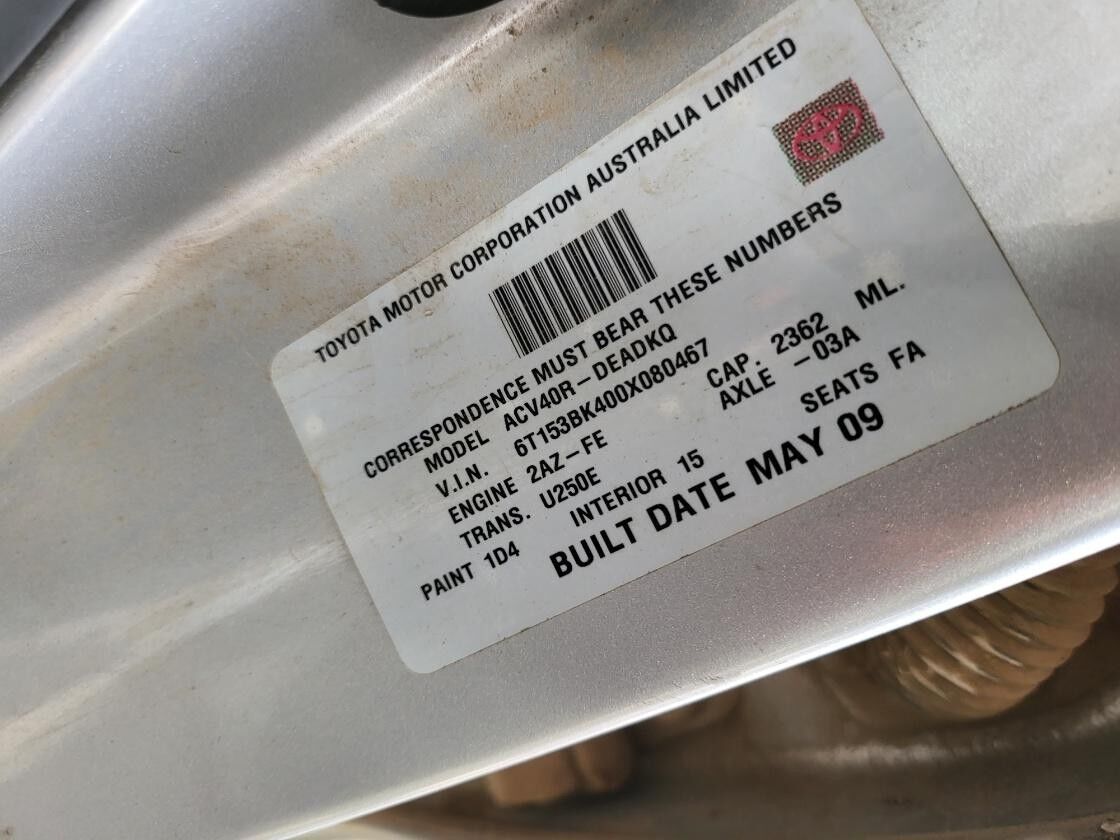 TOYOTA MOTOR CORPORATION AUSTRALIA LIMITED
CORRESPONDENCE MUST BEAR THESE NUMBERS
MODEL ACV40R-DEADKQ
V.I.N. 6T153BK400X080467
ENGINE 2AZ-FE CAP. 2362 ML.
TRANS. U250E AXLE -03A
PAINT 1D4 INTERIOR 15 SEATS FA
BUILT DATE MAY 09